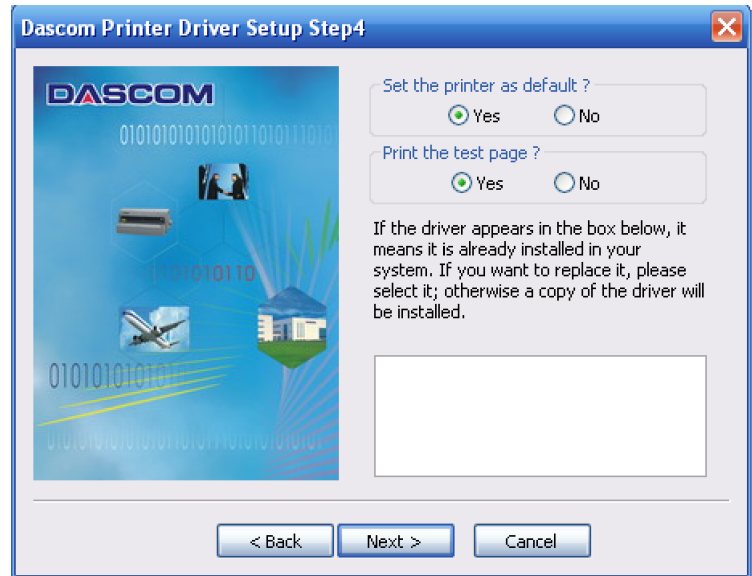 Dascom Printer Driver Setup Step4
DASCOM
Set the printer as default ?
Yes No
Print the test page ?
Yes No
If the driver appears in the box below, it
means it is already installed in your
system. If you want to replace it, please
select it; otherwise a copy of the driver will
be installed.
< Back Next > Cancel